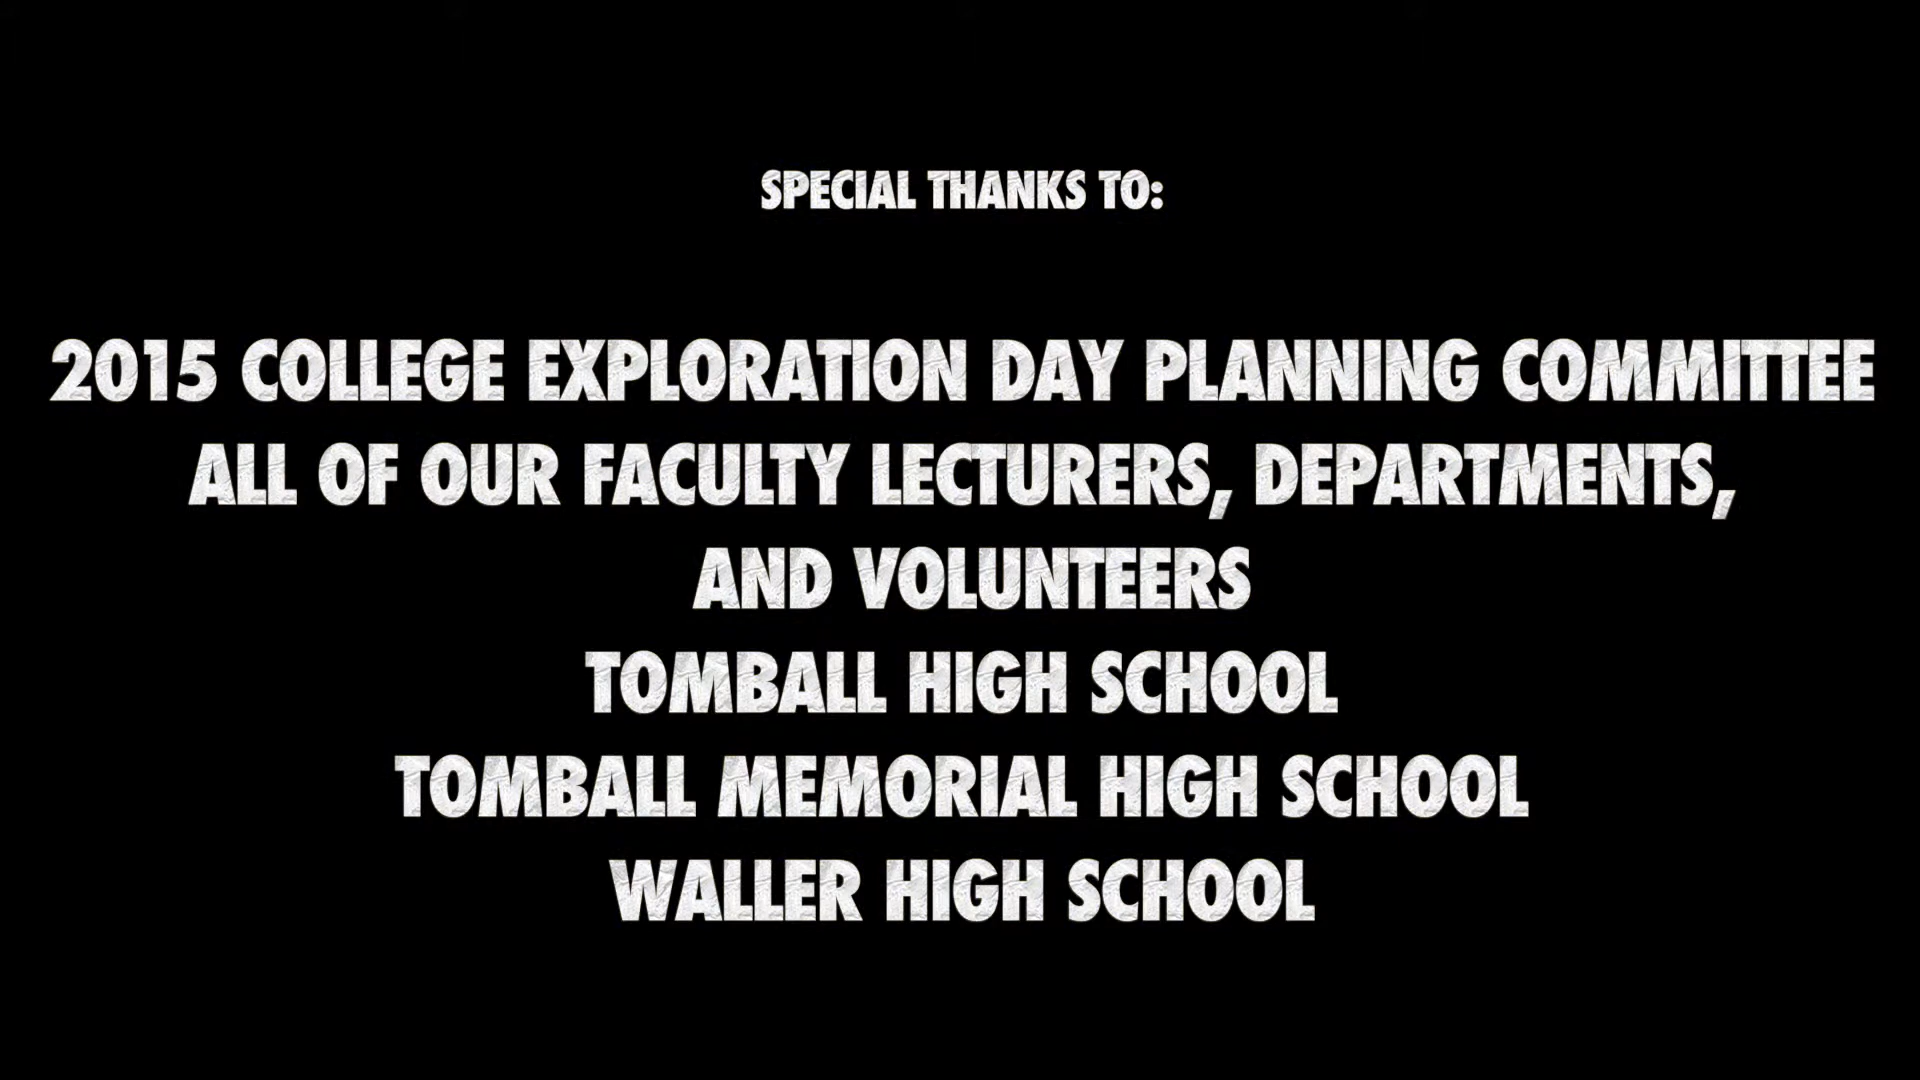 SPECIAL THANKS TO:
2015 COLLEGE EXPLORATION DAY PLANNING COMMITTEE
ALL OF OUR FACULTY LECTURERS, DEPARTMENTS,
AND VOLUNTEERS
TOMBALL HIGH SCHOOL
TOMBALL MEMORIAL HIGH SCHOOL
WALLER HIGH SCHOOL